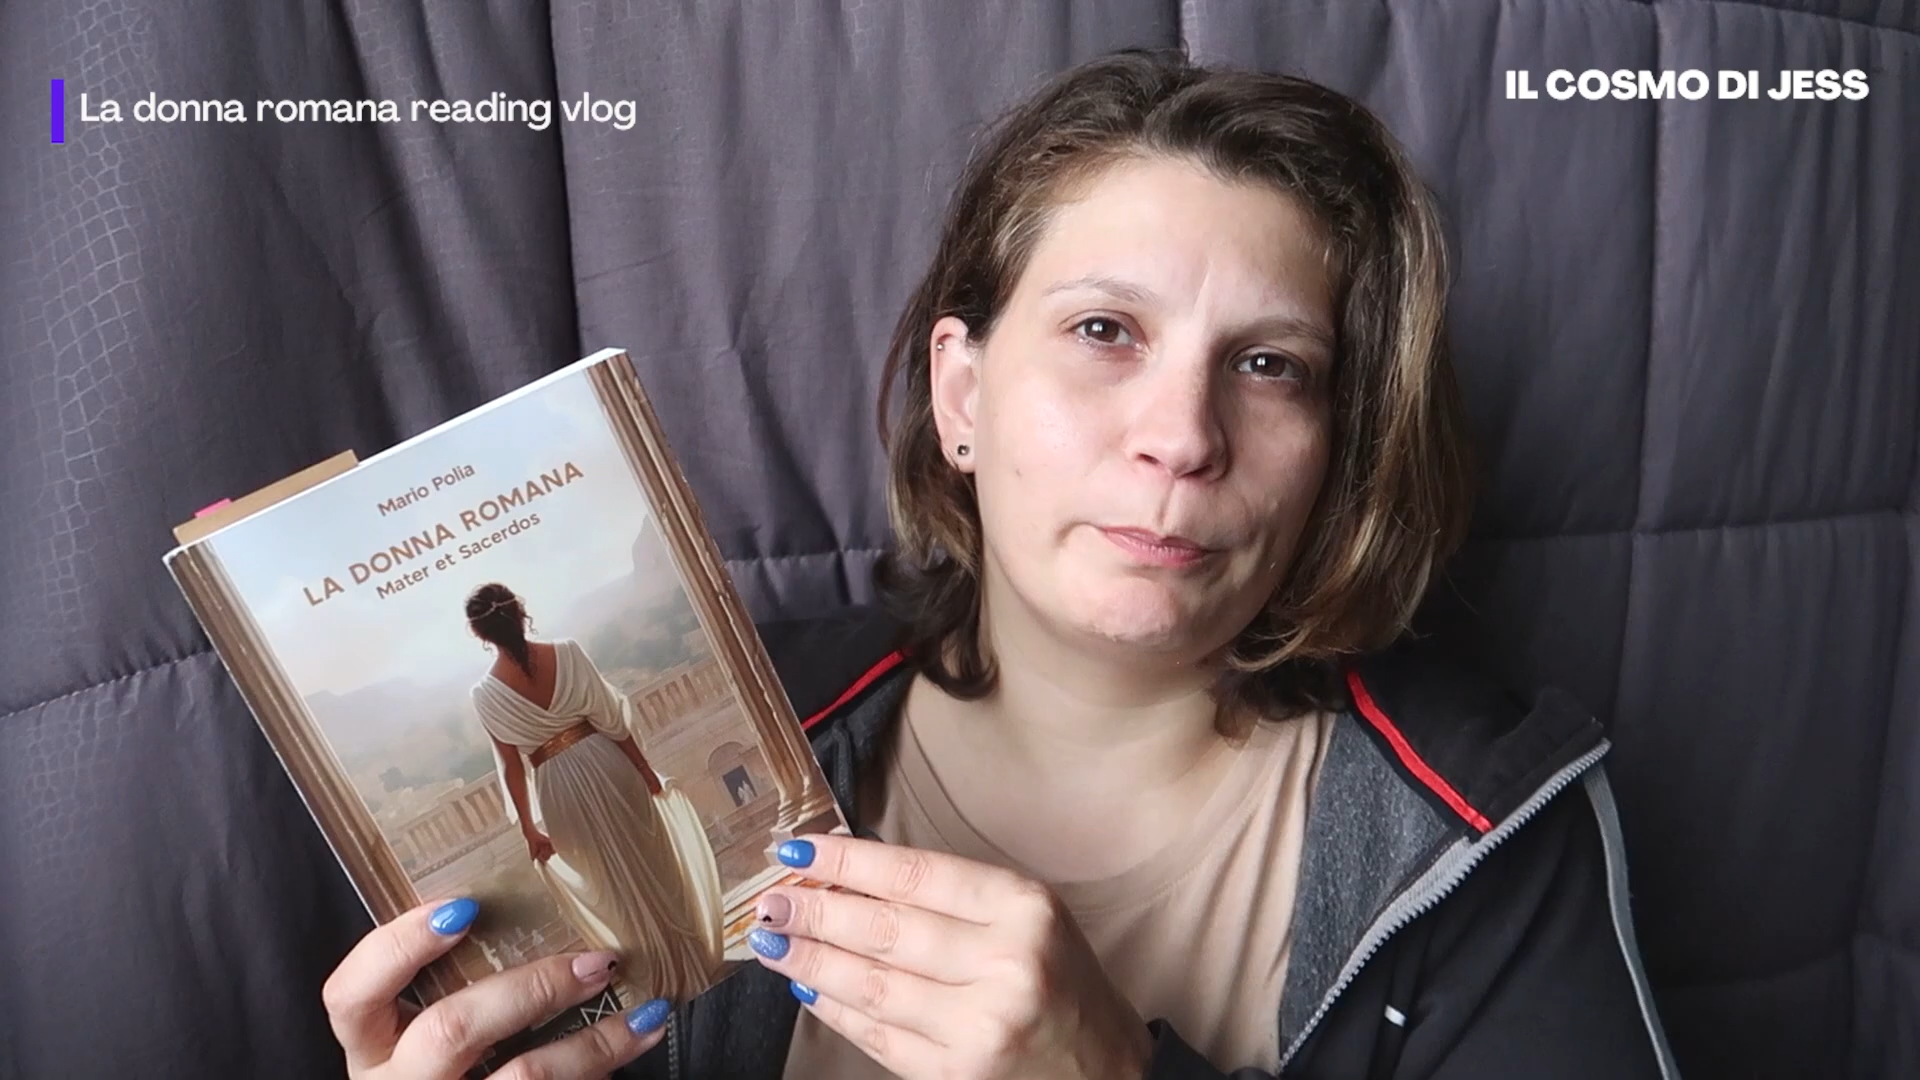 La donna romana reading vlog
IL COSMO DI JESS
Mario Polia
LA DONNA ROMANA
Mater et Sacerdos